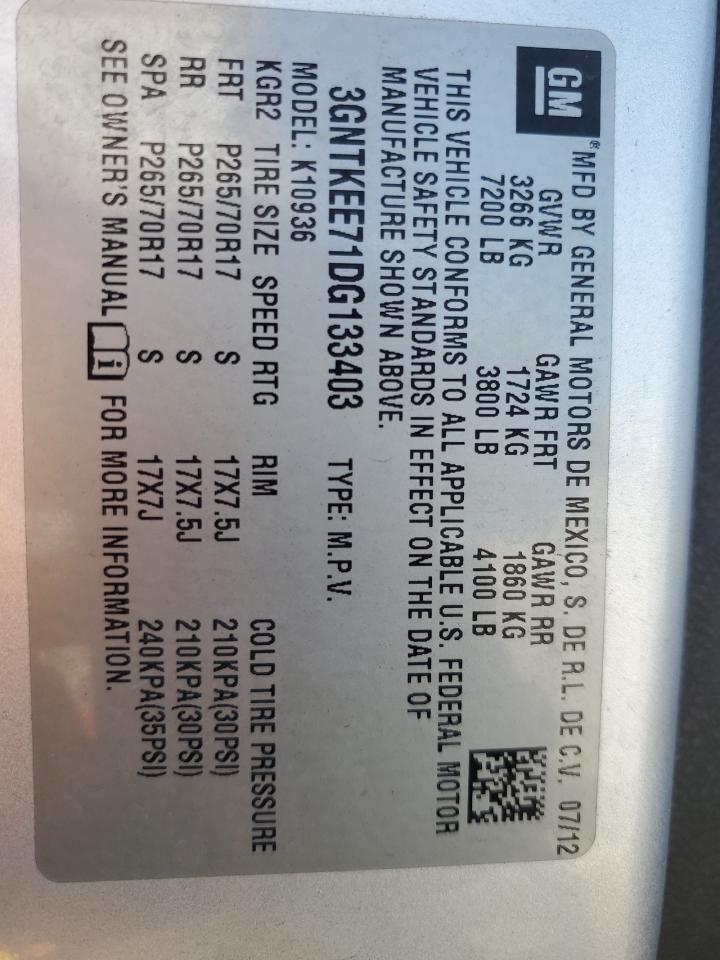 GM
® MFD BY GENERAL MOTORS DE MEXICO, S. DE R.L. DE C.V. 07/12
GVWR GAWR FRT GAWR RR
3266 KG 1724 KG 1860 KG
7200 LB 3800 LB 4100 LB
THIS VEHICLE CONFORMS TO ALL APPLICABLE U.S. FEDERAL MOTOR
VEHICLE SAFETY STANDARDS IN EFFECT ON THE DATE OF
MANUFACTURE SHOWN ABOVE.
3GNTKEE71DG133403 TYPE: M.P.V.
MODEL: K10936
KGR2 TIRE SIZE SPEED RTG RIM COLD TIRE PRESSURE
FRT P265/70R17 S 17X7.5J 210KPA(30PSI)
RR P265/70R17 S 17X7.5J 210KPA(30PSI)
SPA P265/70R17 S 17X7J 240KPA(35PSI)
SEE OWNER'S MANUAL i FOR MORE INFORMATION.